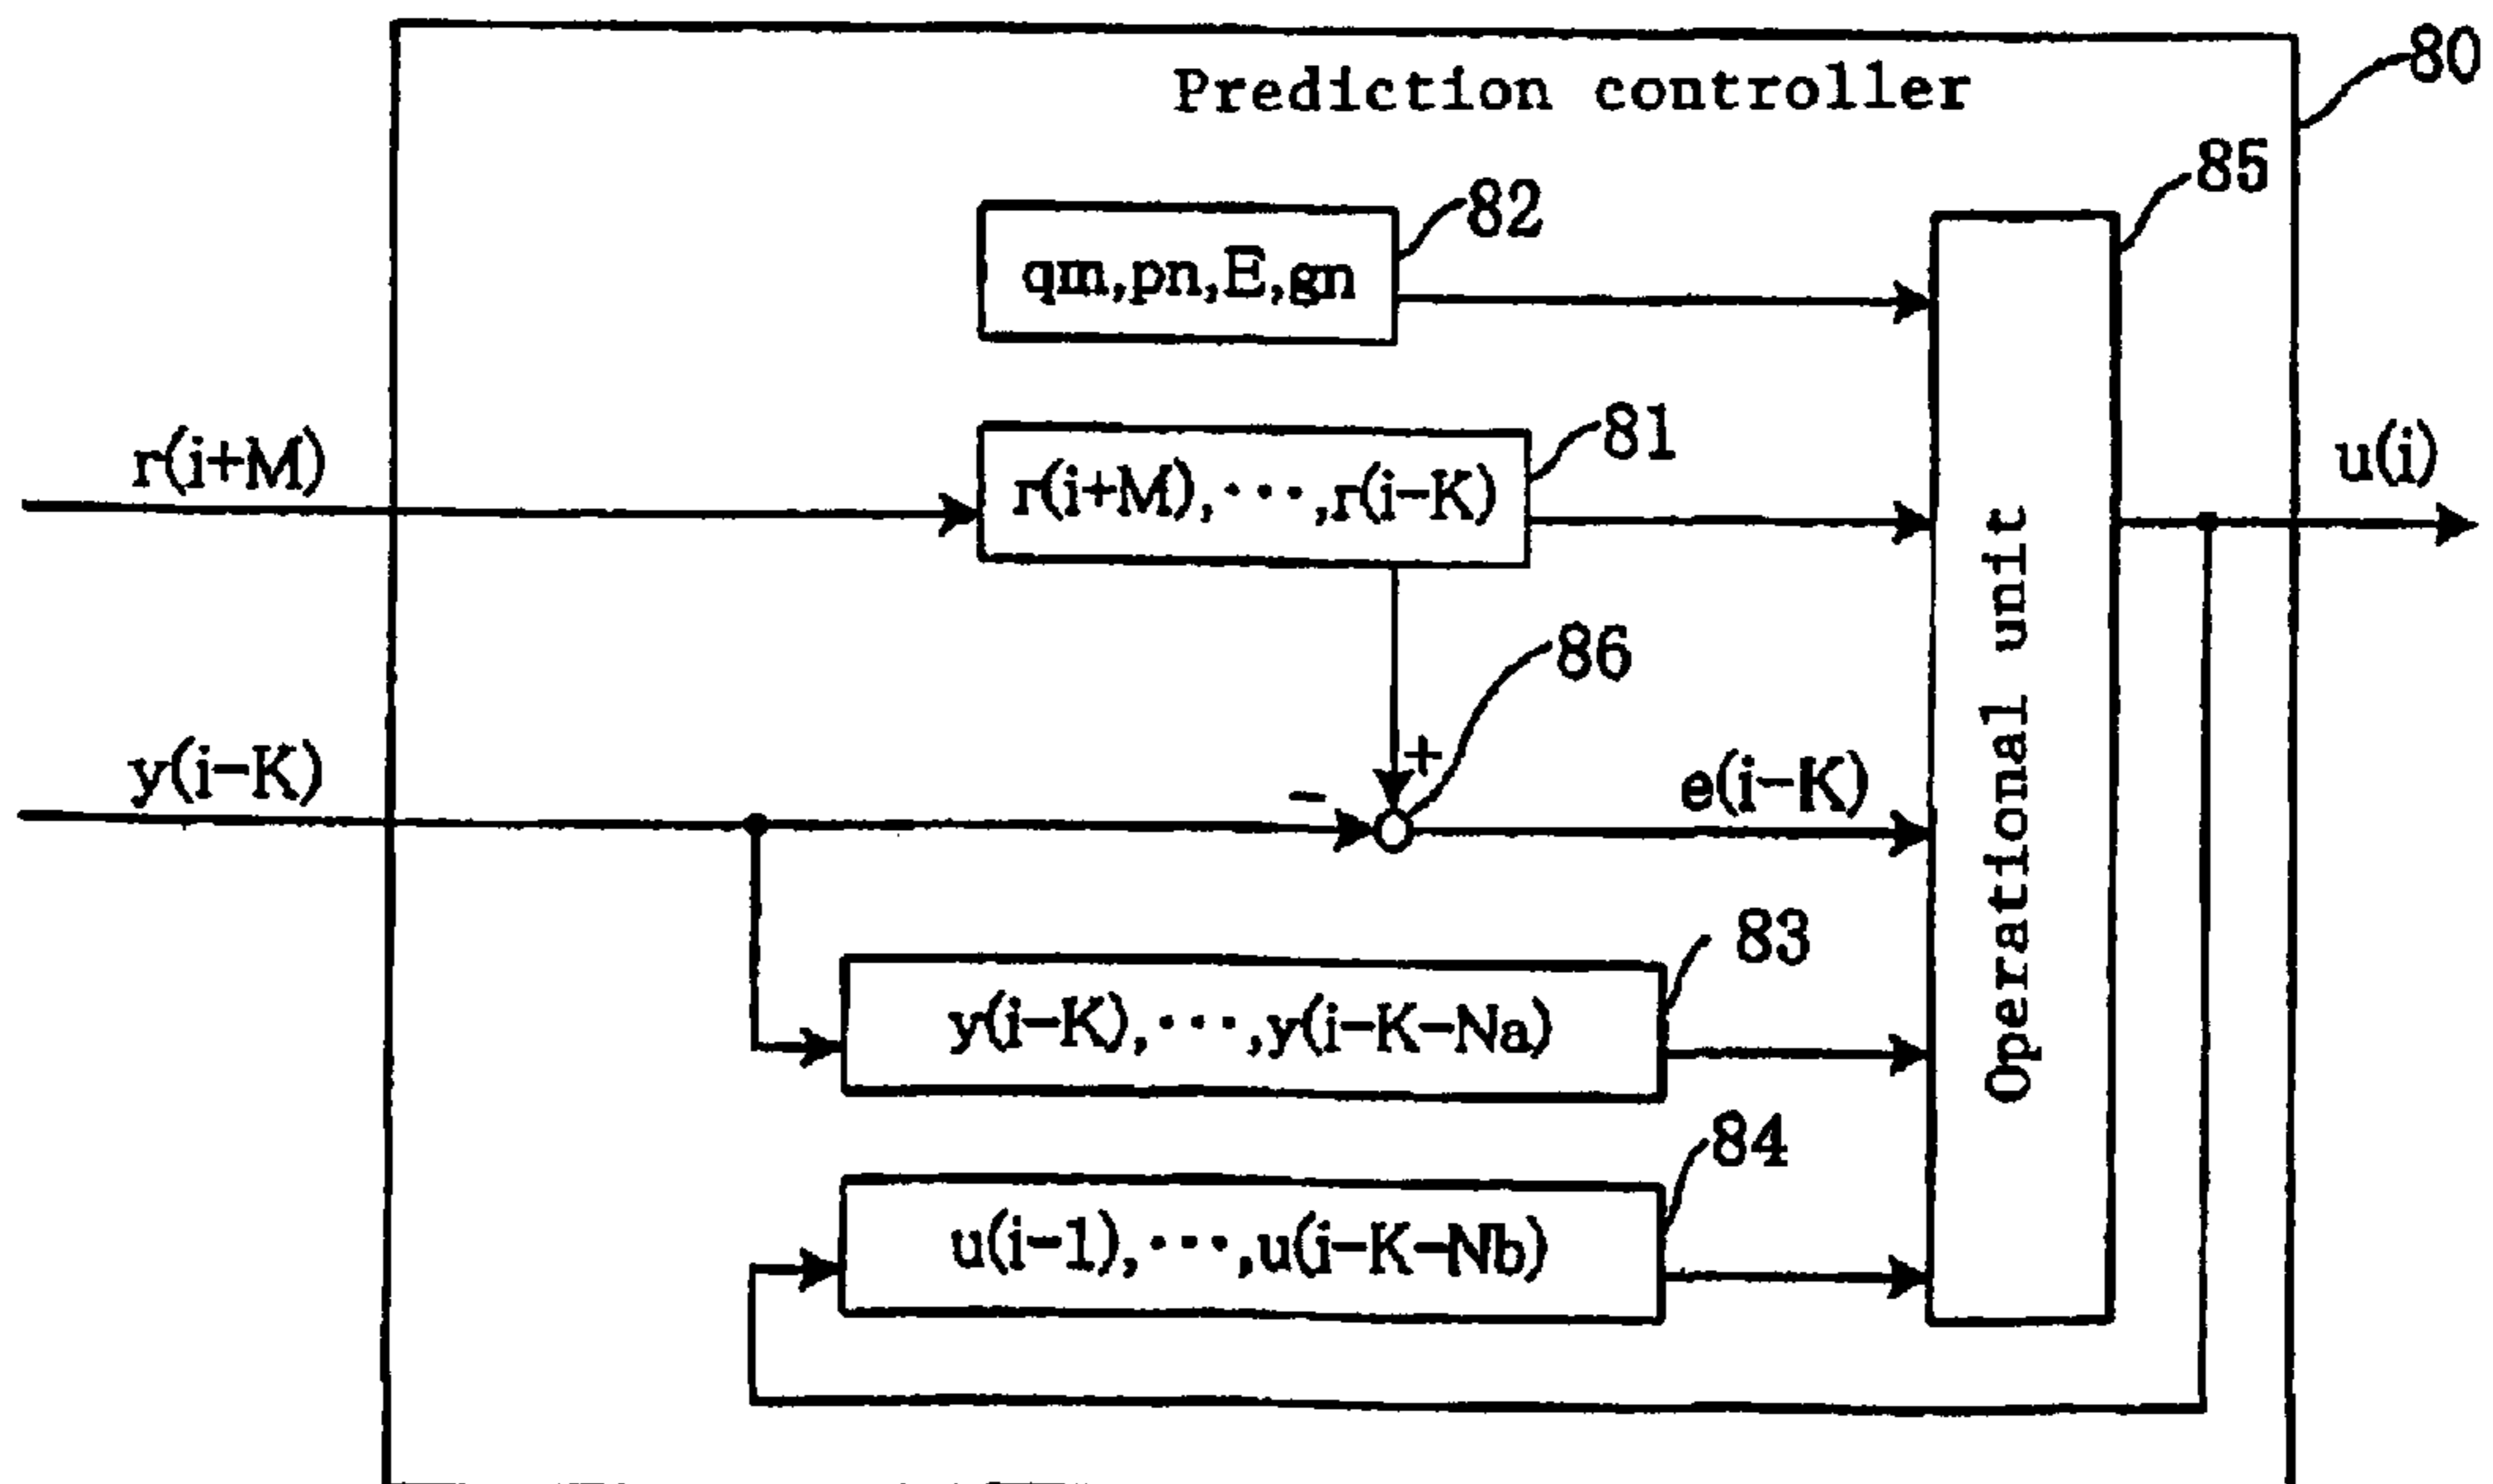 Prediction controller
80
85
82
qm,pn,E,gn
81
r(i+M)
r(i+M),···,r(i−K)
u(i)
86
+
y(i−K)
−
e(i−K)
Operational unit
83
y(i−K),···,y(i−K−Na)
84
u(i−1),···,u(i−K−Nb)